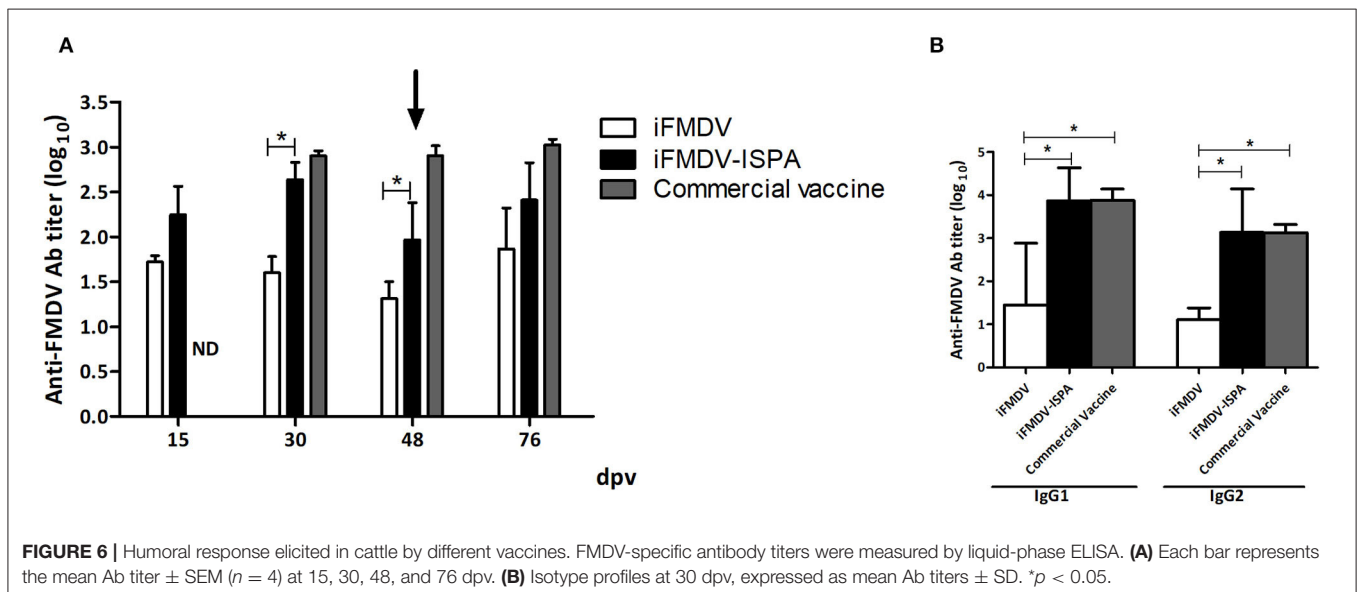 A
Anti-FMDV Ab titer (log 10)
3.5
3.0
2.5
2.0
1.5
1.0
0.5
0.0
*
*
ND
15 30 48 76
dpv
iFMDV
iFMDV-ISPA
Commercial vaccine
B
Anti-FMDV Ab titer (log 10)
5
4
3
2
1
0
*
*
*
*
iFMDV
iFMDV-ISPA
Commercial Vaccine
iFMDV
iFMDV-ISPA
Commercial Vaccine
IgG1 IgG2
FIGURE 6 | Humoral response elicited in cattle by different vaccines. FMDV-specific antibody titers were measured by liquid-phase ELISA. (A) Each bar represents
the mean Ab titer ± SEM (n = 4) at 15, 30, 48, and 76 dpv. (B) Isotype profiles at 30 dpv, expressed as mean Ab titers ± SD. *p < 0.05.